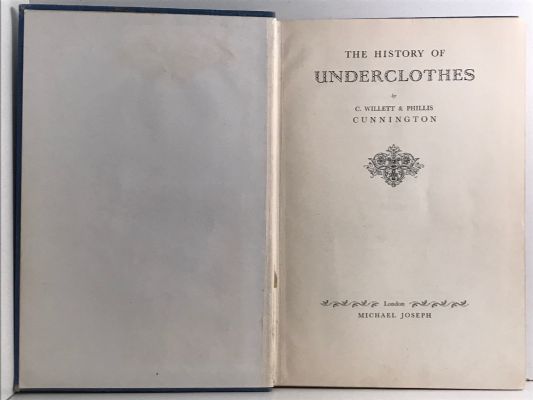 THE HISTORY OF
UNDERCLOTHES
by
C. WILLETT & PHILLIS
CUNNINGTON
London
MICHAEL JOSEPH